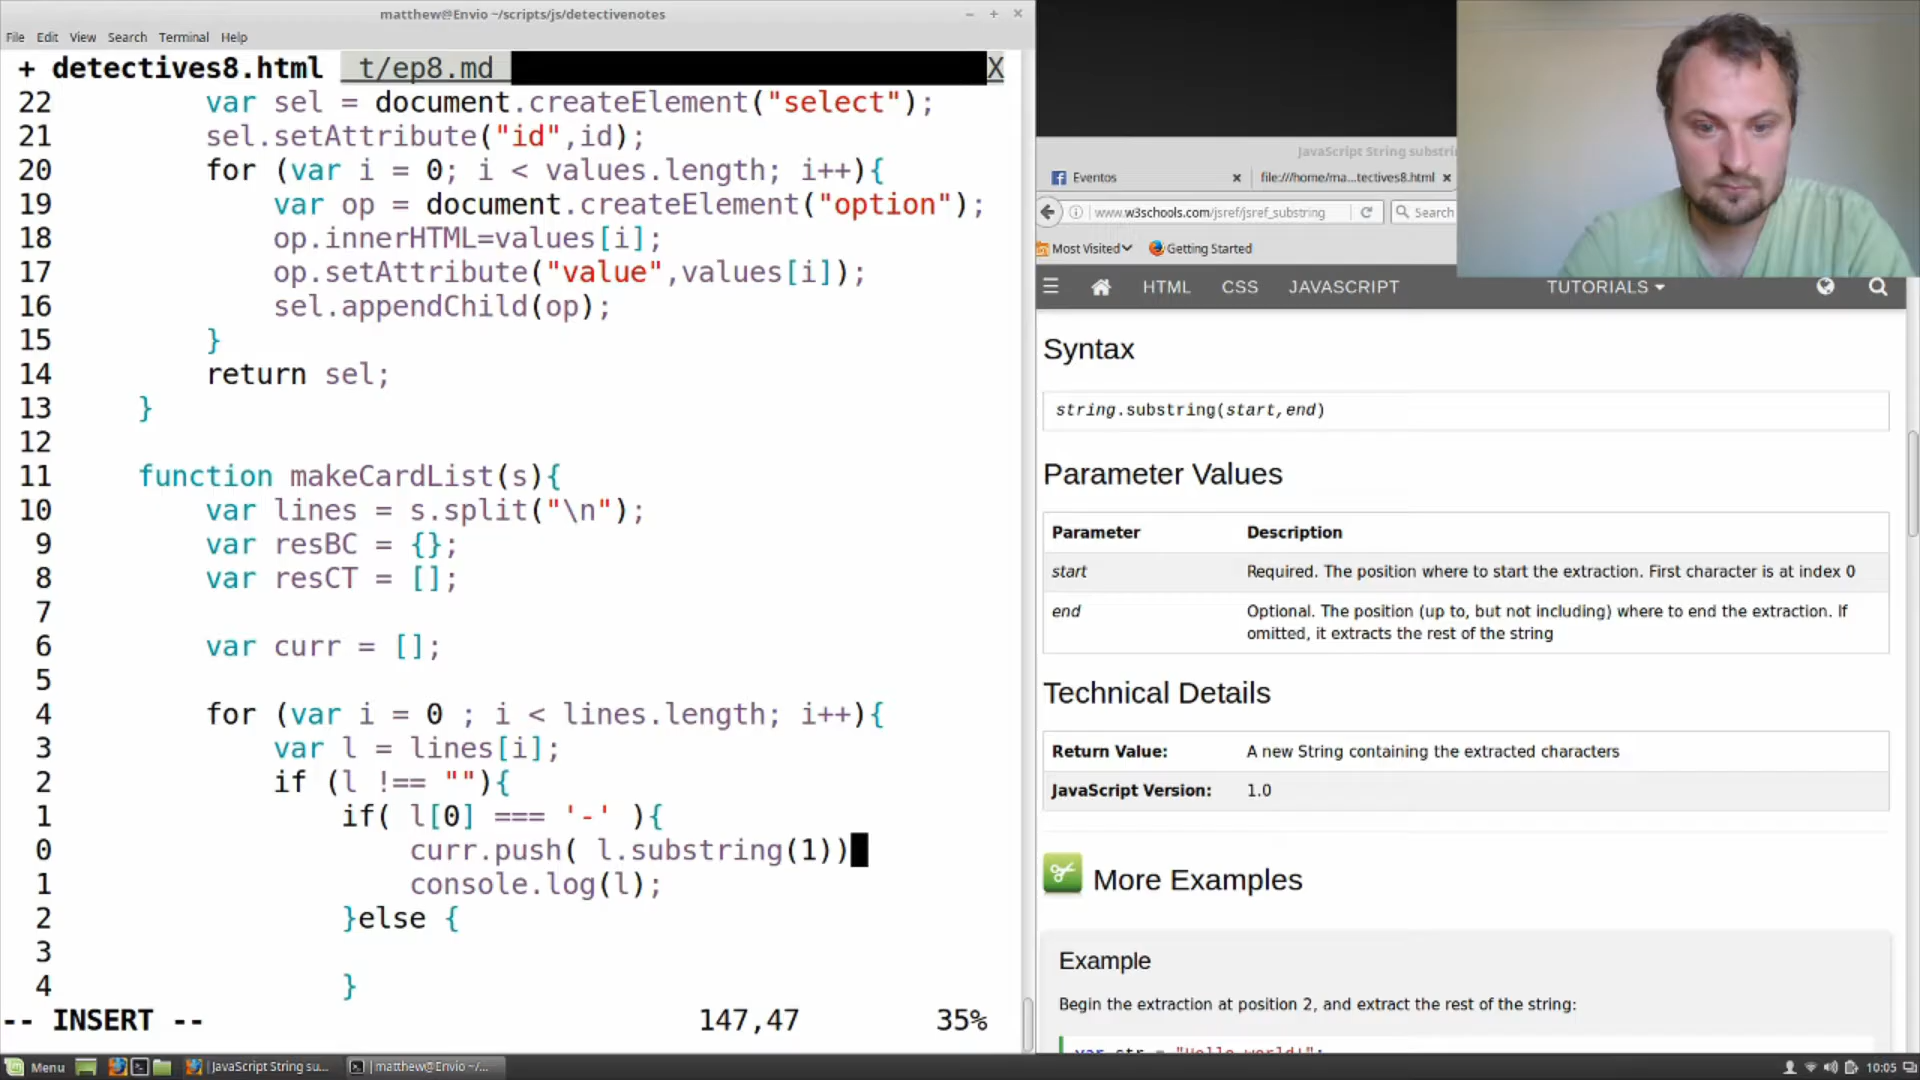 matthew@Envio ~/scripts/js/detectivenotes
File Edit View Search Terminal Help
+ detectives8.html t/ep8.md X
22 var sel = document.createElement("select");
21 sel.setAttribute("id",id);
20 for (var i = 0; i < values.length; i++){
19 var op = document.createElement("option");
18 op.innerHTML=values[i];
17 op.setAttribute("value",values[i]);
16 sel.appendChild(op);
15 }
14 return sel;
13 }
12
11 function makeCardList(s){
10 var lines = s.split("\n");
9 var resBC = {};
8 var resCT = [];
7
6 var curr = [];
5
4 for (var i = 0 ; i < lines.length; i++){
3 var l = lines[i];
2 if (l !== ""){
1 if( l[0] === '-' ){
0 curr.push( l.substring(1))
1 console.log(l);
2 }else {
3
4 }
-- INSERT -- 147,47 35%
JavaScript String substri
Eventos
file:///home/ma...tectives8.html
www.w3schools.com/jsref/jsref_substring
Search
Most Visited
Getting Started
HTML CSS JAVASCRIPT TUTORIALS
Syntax
string.substring(start,end)
Parameter Values
Parameter Description
start Required. The position where to start the extraction. First character is at index 0
end Optional. The position (up to, but not including) where to end the extraction. If
omitted, it extracts the rest of the string
Technical Details
Return Value: A new String containing the extracted characters
JavaScript Version: 1.0
More Examples
Example
Begin the extraction at position 2, and extract the rest of the string:
var str = "Hello world!";
Menu
JavaScript String su...
matthew@Envio ~/...
10:05